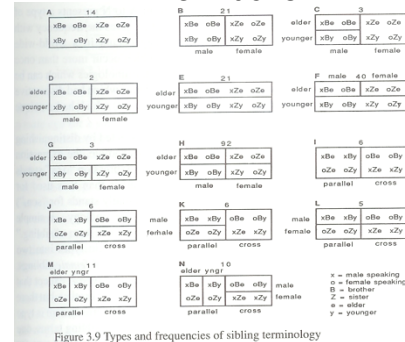 A 14
xBe oBe xZe oZe
xBy oBy xZy oZy
B 21
xBe oBe xZe oZe
xBy oBy xZy oZy
male female
C 3
elder xBe oBe xZe oZe
younger xBy oBy xZy oZy
D 2
elder xBe oBe xZe oZe
younger xBy oBy xZy oZy
male female
E 21
elder xBe oBe xZe oZe
younger xBy oBy xZy oZy
F male 40 female
elder xBe oBe xZe oZe
younger xBy oBy xZy oZy
G 3
elder xBe oBe xZe oZe
younger xBy oBy xZy oZy
male female
H 92
elder xBe oBe xZe oZe
younger xBy oBy xZy oZy
male female
I 6
xBe xBy oBe oBy
oZe oZy xZe xZy
parallel cross
J 6
xBe xBy oBe oBy
oZe oZy xZe xZy
parallel cross
K 6
male xBe xBy oBe oBy
female oZe oZy xZe xZy
parallel cross
L 5
male xBe xBy oBe oBy
female oZe oZy xZe xZy
parallel cross
M 11
elder yngr
xBe xBy oBe oBy
oZe oZy xZe xZy
parallel cross
N 10
elder yngr
xBe xBy oBe oBy male
oZe oZy xZe xZy female
parallel cross
x = male speaking
o = female speaking
B = brother
Z = sister
e = elder
y = younger
Figure 3.9 Types and frequencies of sibling terminology